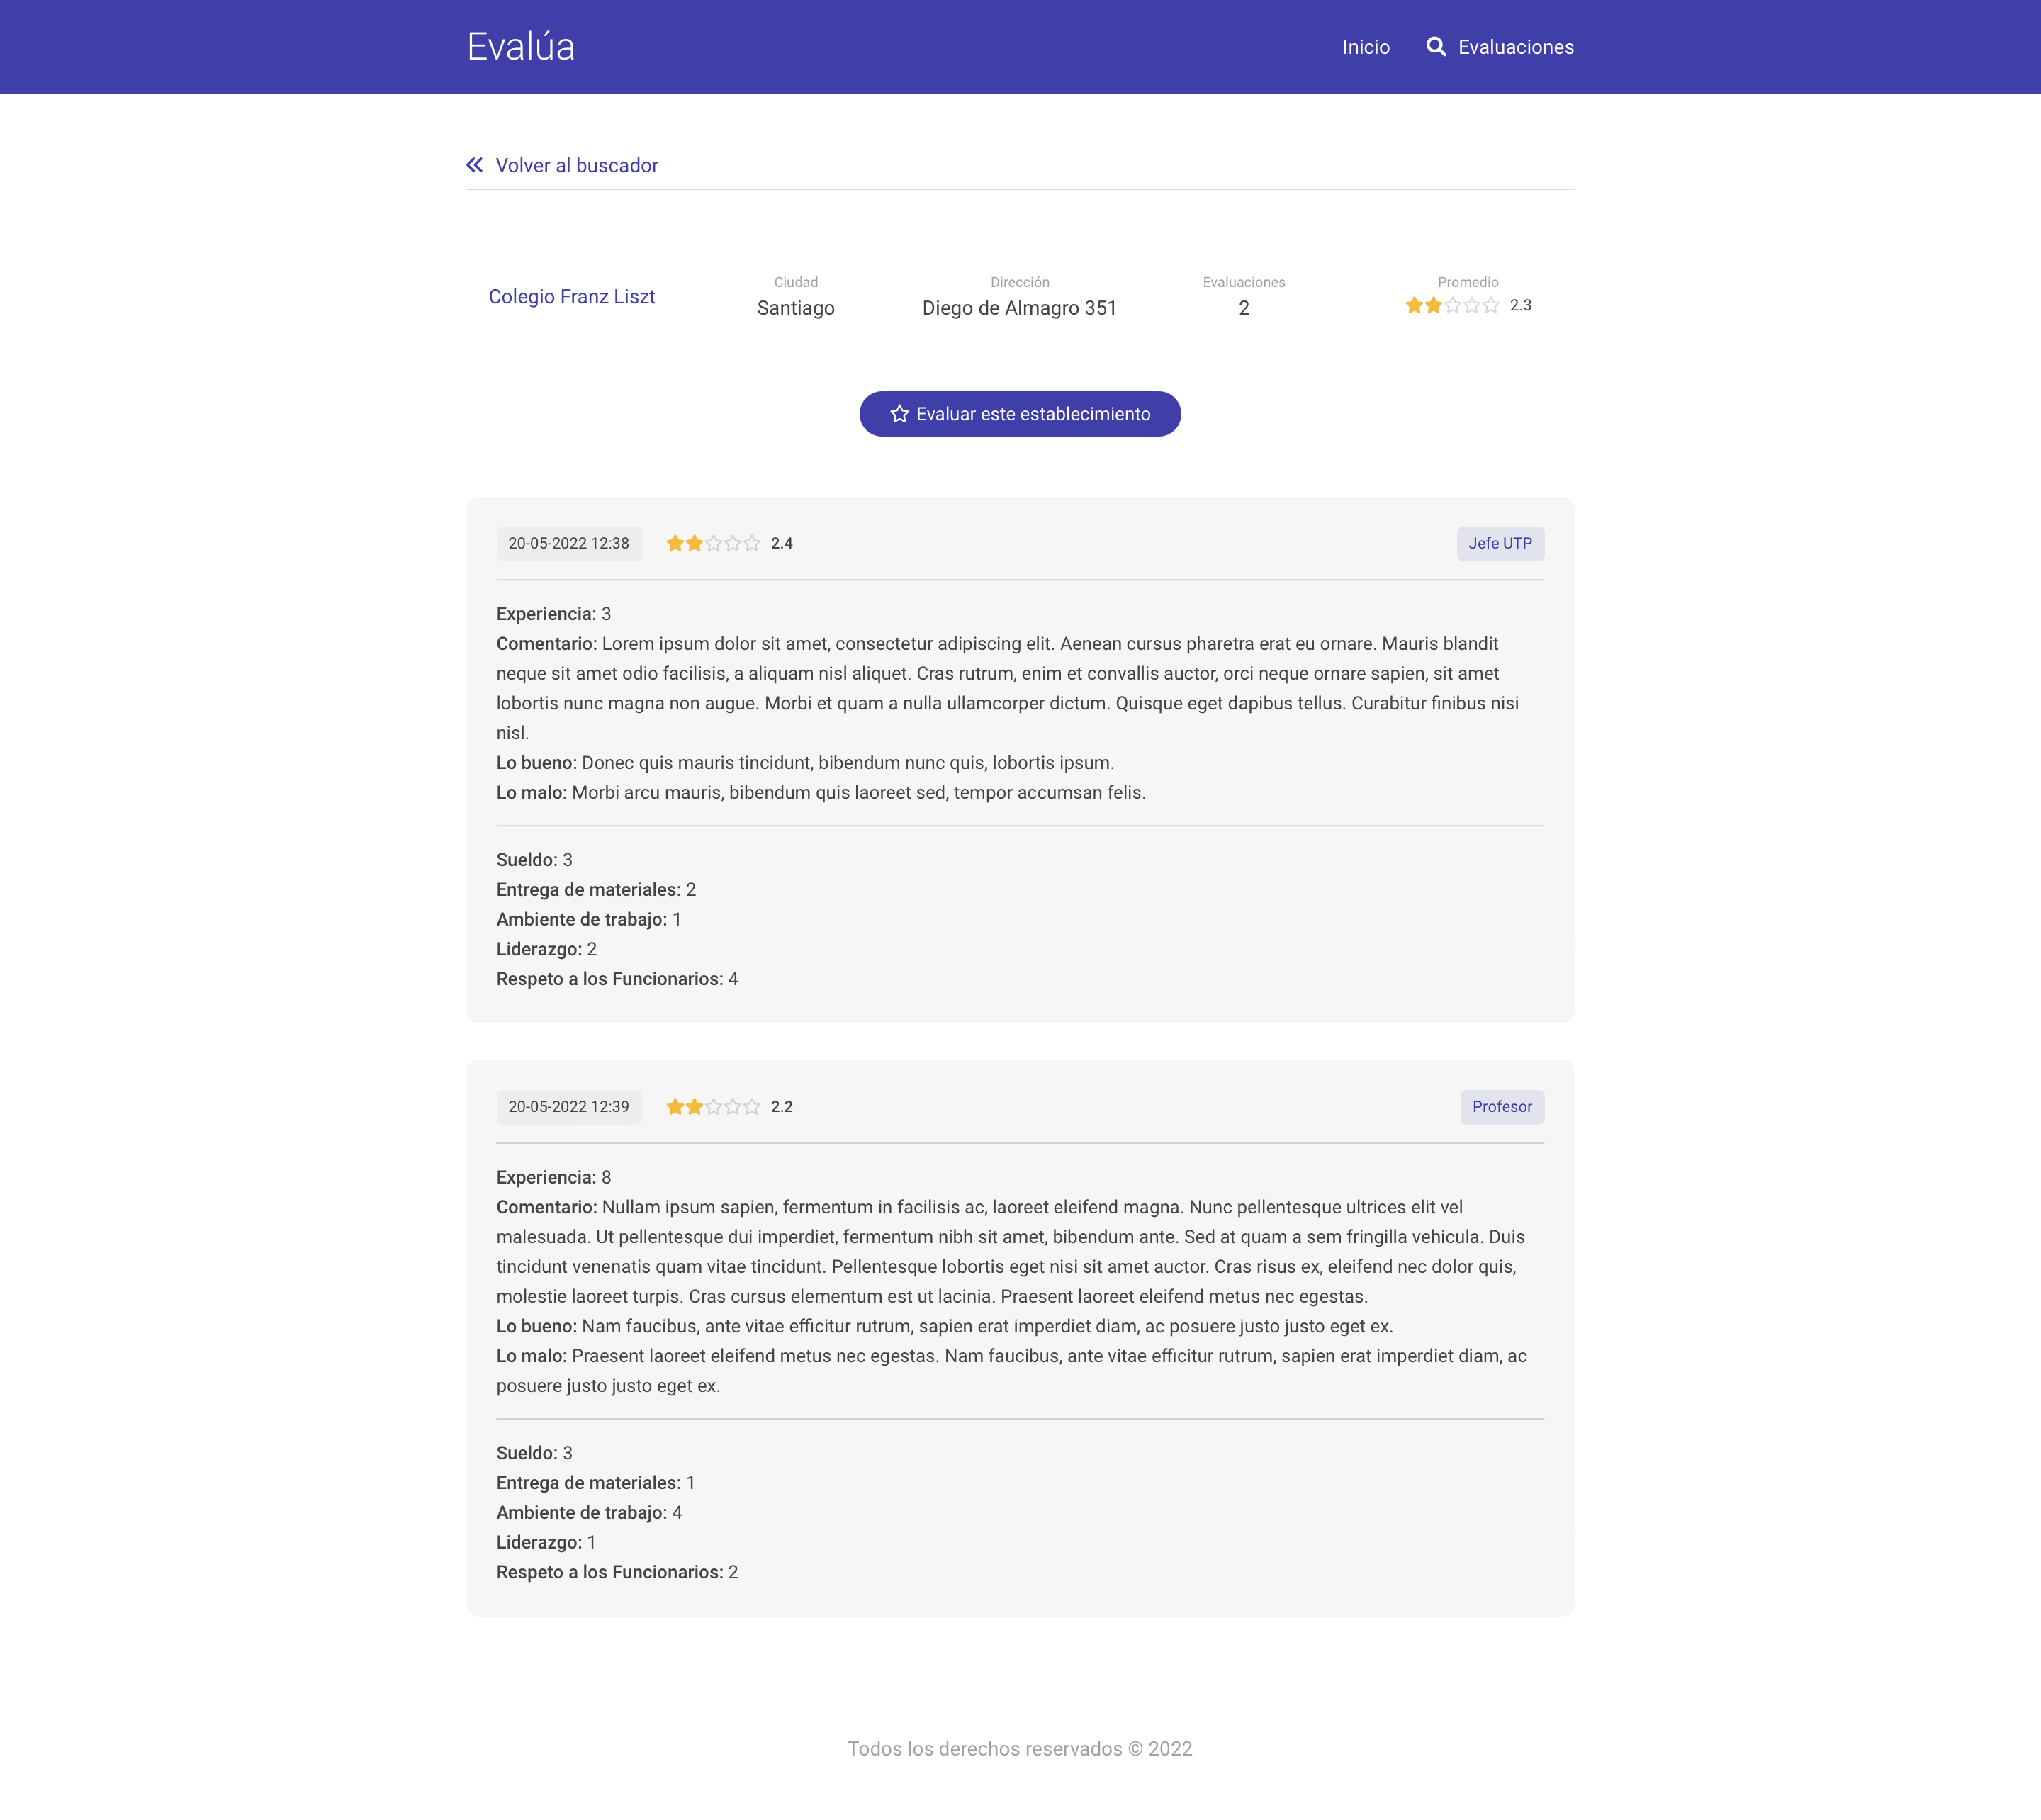 Evalúa
Inicio
Evaluaciones
Volver al buscador
Colegio Franz Liszt
Ciudad
Santiago
Dirección
Diego de Almagro 351
Evaluaciones
2
Promedio
2.3
Evaluar este establecimiento
20-05-2022 12:38
2.4
Jefe UTP
Experiencia: 3
Comentario: Lorem ipsum dolor sit amet, consectetur adipiscing elit. Aenean cursus pharetra erat eu ornare. Mauris blandit
neque sit amet odio facilisis, a aliquam nisl aliquet. Cras rutrum, enim et convallis auctor, orci neque ornare sapien, sit amet
lobortis nunc magna non augue. Morbi et quam a nulla ullamcorper dictum. Quisque eget dapibus tellus. Curabitur finibus nisi
nisl.
Lo bueno: Donec quis mauris tincidunt, bibendum nunc quis, lobortis ipsum.
Lo malo: Morbi arcu mauris, bibendum quis laoreet sed, tempor accumsan felis.
Sueldo: 3
Entrega de materiales: 2
Ambiente de trabajo: 1
Liderazgo: 2
Respeto a los Funcionarios: 4
20-05-2022 12:39
2.2
Profesor
Experiencia: 8
Comentario: Nullam ipsum sapien, fermentum in facilisis ac, laoreet eleifend magna. Nunc pellentesque ultrices elit vel
malesuada. Ut pellentesque dui imperdiet, fermentum nibh sit amet, bibendum ante. Sed at quam a sem fringilla vehicula. Duis
tincidunt venenatis quam vitae tincidunt. Pellentesque lobortis eget nisi sit amet auctor. Cras risus ex, eleifend nec dolor quis,
molestie laoreet turpis. Cras cursus elementum est ut lacinia. Praesent laoreet eleifend metus nec egestas.
Lo bueno: Nam faucibus, ante vitae efficitur rutrum, sapien erat imperdiet diam, ac posuere justo justo eget ex.
Lo malo: Praesent laoreet eleifend metus nec egestas. Nam faucibus, ante vitae efficitur rutrum, sapien erat imperdiet diam, ac
posuere justo justo eget ex.
Sueldo: 3
Entrega de materiales: 1
Ambiente de trabajo: 4
Liderazgo: 1
Respeto a los Funcionarios: 2
Todos los derechos reservados © 2022